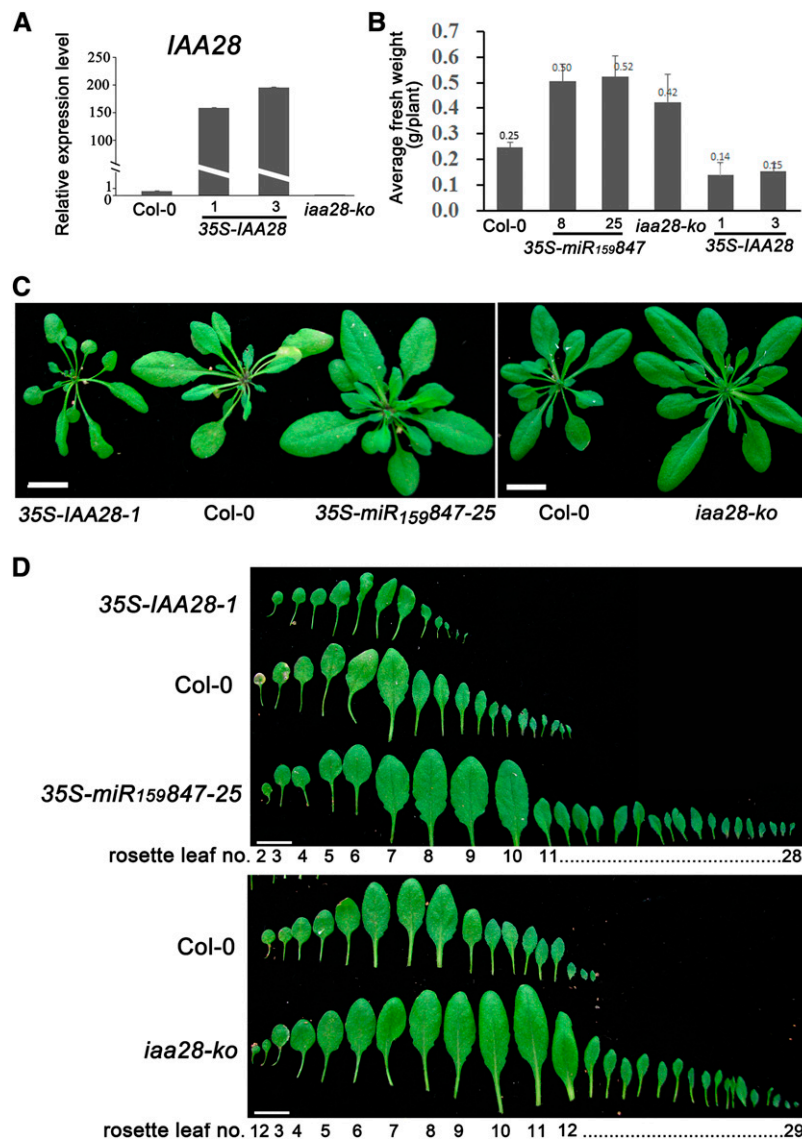 A
IAA28
Relative expression level
250
200
150
100
1
0
Col-0
1
3
35S-IAA28
iaa28-ko
B
Average fresh weight
(g/plant)
0.7
0.6
0.5
0.4
0.3
0.2
0.1
0.0
0.25
0.50
0.52
0.42
0.14
0.15
Col-0
8
25
35S-miR159847
iaa28-ko
1
3
35S-IAA28
C
35S-IAA28-1
Col-0
35S-miR159847-25
Col-0
iaa28-ko
D
35S-IAA28-1
Col-0
35S-miR159847-25
rosette leaf no. 2 3 4 5 6 7 8 9 10 11..............................28
Col-0
iaa28-ko
rosette leaf no. 12 3 4 5 6 7 8 9 10 11 12 ..............................29